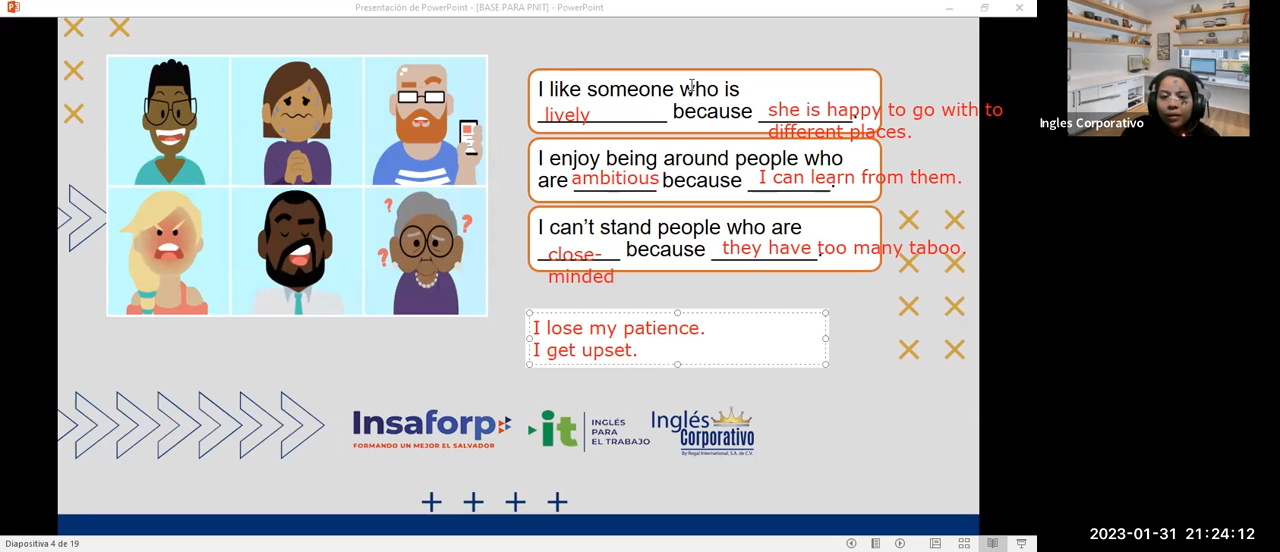 Presentación de PowerPoint - [BASE PARA PNIT] - PowerPoint
I like someone who is
lively because she is happy to go with to
different places.
I enjoy being around people who
are ambitious because I can learn from them.
I can't stand people who are
close- because they have too many taboo.
minded
I lose my patience.
I get upset.
Insaforp
FORMANDO UN MEJOR EL SALVADOR
it
INGLÉS
PARA
EL TRABAJO
Inglés
Corporativo
By Regal International, S.A. de C.V.
Ingles Corporativo
Diapositiva 4 de 19
2023-01-31 21:24:12